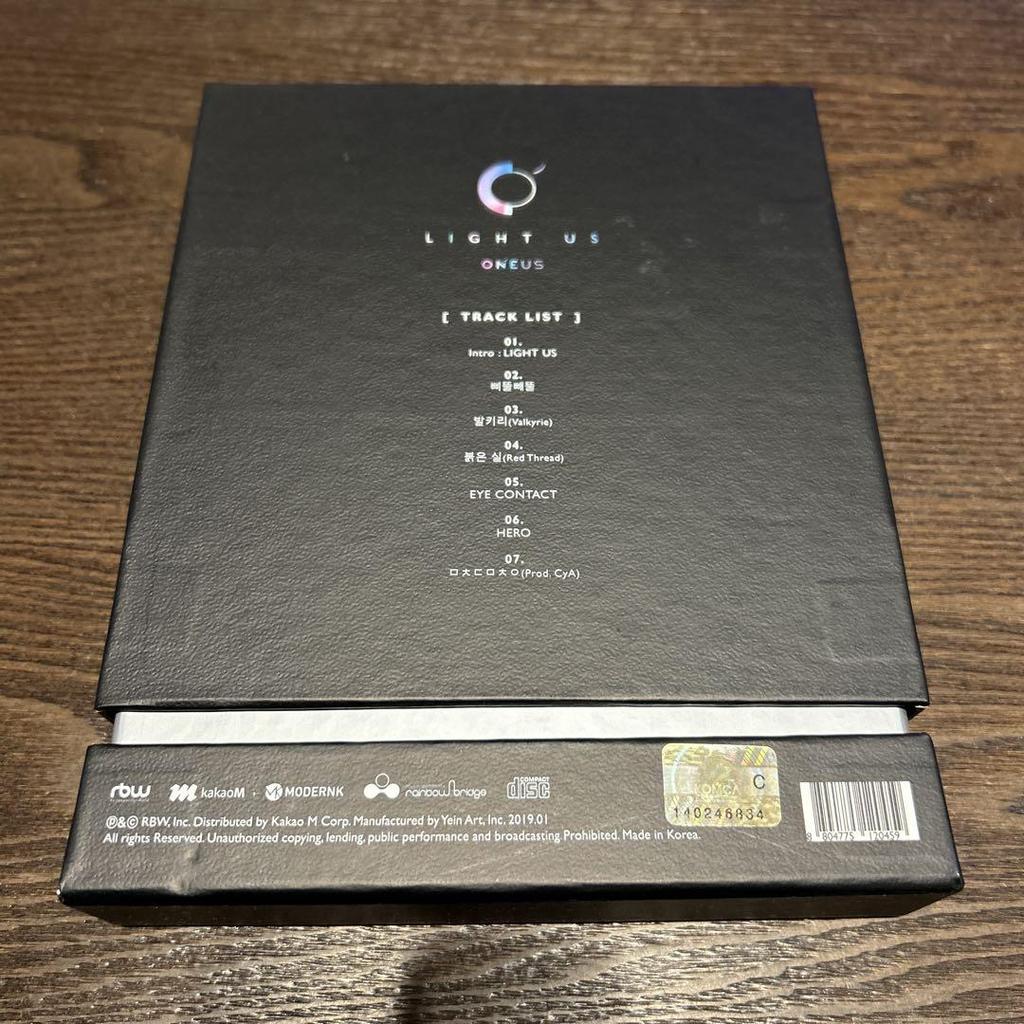 LIGHT US
ONEUS
[ TRACK LIST ]
01.
Intro : LIGHT US
02.
삐뚤빼뚤
03.
발키리(Valkyrie)
04.
붉은 실(Red Thread)
05.
EYE CONTACT
06.
HERO
07.
ㅁㅊㄷㅁㅊㅇ(Prod. CyA)
rbw kakaoM MODERNK rainbow bridge COMPACT disc
KOMCA C
140246834
8 804775 120459
℗&© RBW, Inc. Distributed by Kakao M Corp. Manufactured by Yein Art, Inc. 2019.01
All rights Reserved. Unauthorized copying, lending, public performance and broadcasting Prohibited. Made in Korea.